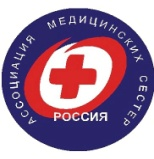 АССОЦИАЦИЯ МЕДИЦИНСКИХ СЕСТЕР
РОССИЯ